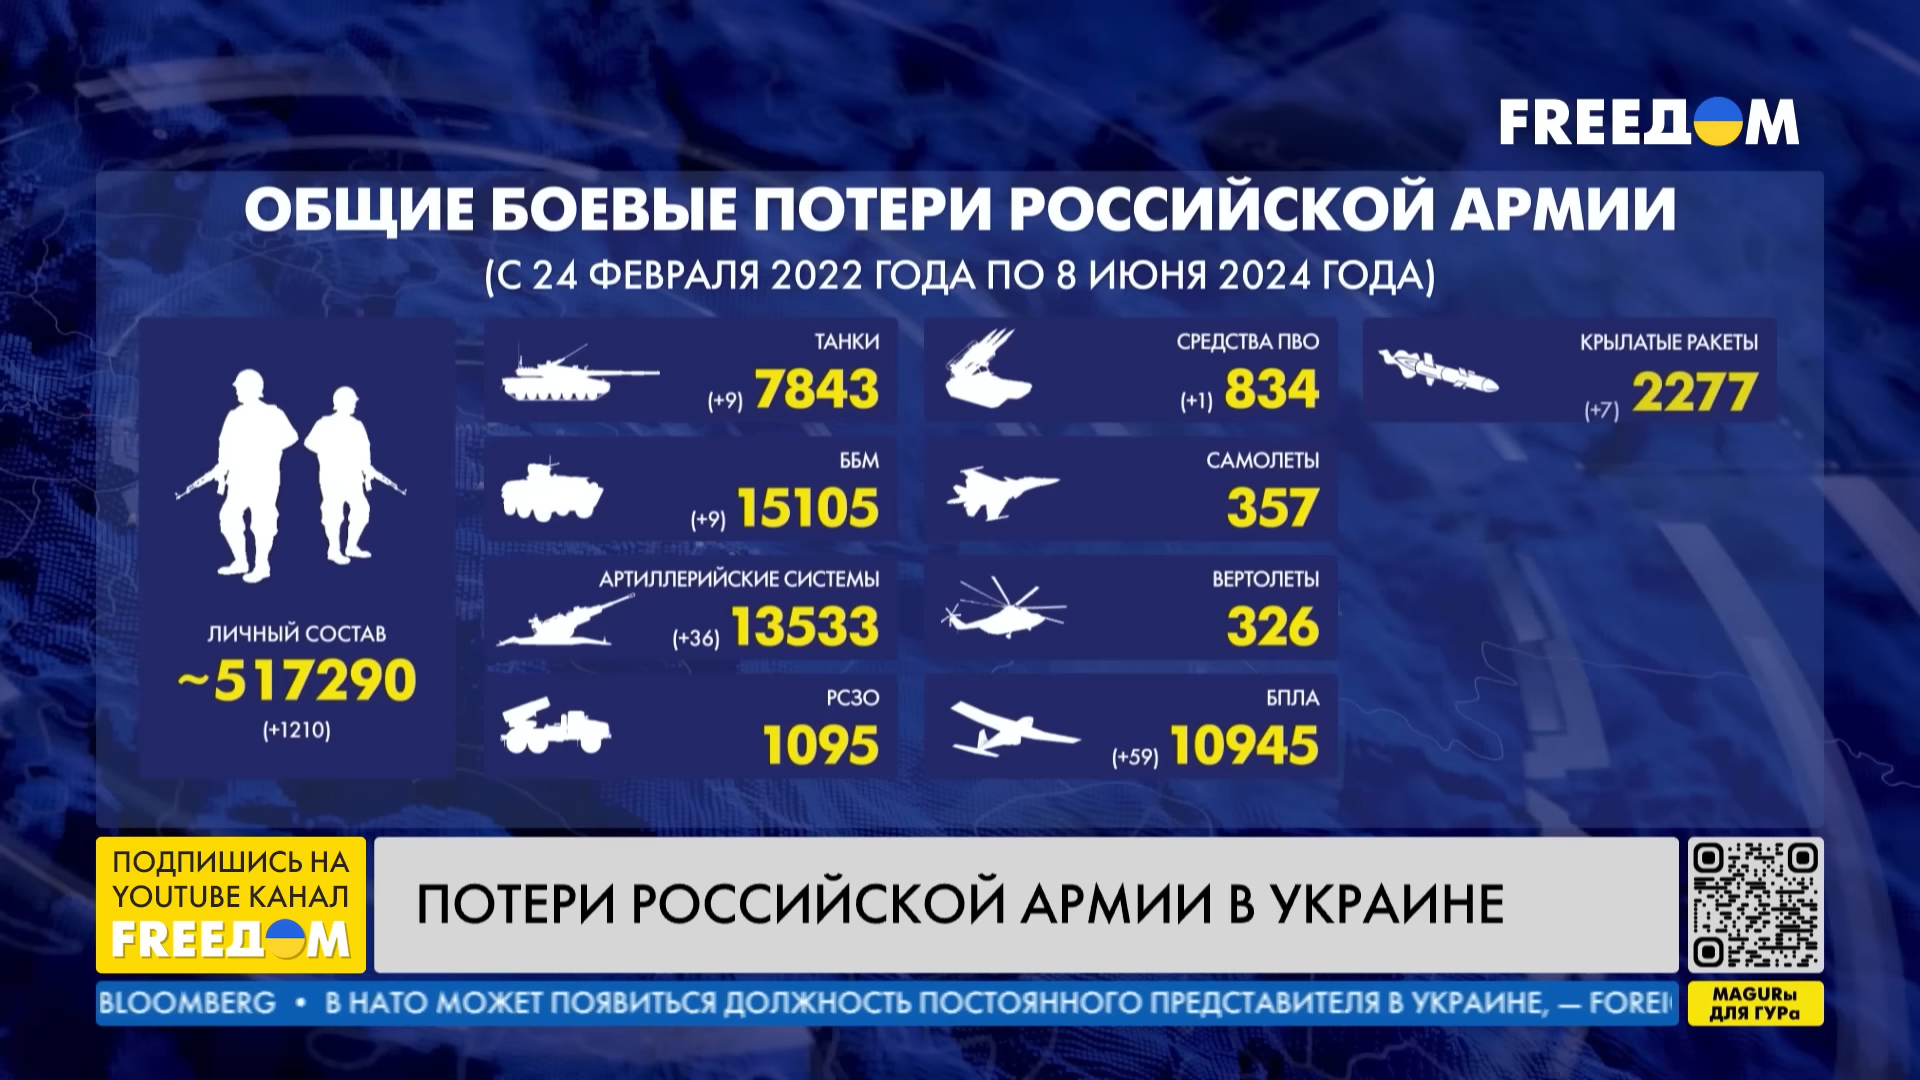 FREEДOM
ОБЩИЕ БОЕВЫЕ ПОТЕРИ РОССИЙСКОЙ АРМИИ
(С 24 ФЕВРАЛЯ 2022 ГОДА ПО 8 ИЮНЯ 2024 ГОДА)
ЛИЧНЫЙ СОСТАВ
~517290
(+1210)
ТАНКИ
(+9) 7843
ББМ
(+9) 15105
АРТИЛЛЕРИЙСКИЕ СИСТЕМЫ
(+36) 13533
РСЗО
1095
СРЕДСТВА ПВО
(+1) 834
САМОЛЕТЫ
357
ВЕРТОЛЕТЫ
326
БПЛА
(+59) 10945
КРЫЛАТЫЕ РАКЕТЫ
(+7) 2277
ПОДПИШИСЬ НА
YOUTUBE КАНАЛ
FREEДOM
ПОТЕРИ РОССИЙСКОЙ АРМИИ В УКРАИНЕ
BLOOMBERG • В НАТО МОЖЕТ ПОЯВИТЬСЯ ДОЛЖНОСТЬ ПОСТОЯННОГО ПРЕДСТАВИТЕЛЯ В УКРАИНЕ, — FOREI
MAGURы
ДЛЯ ГУРа